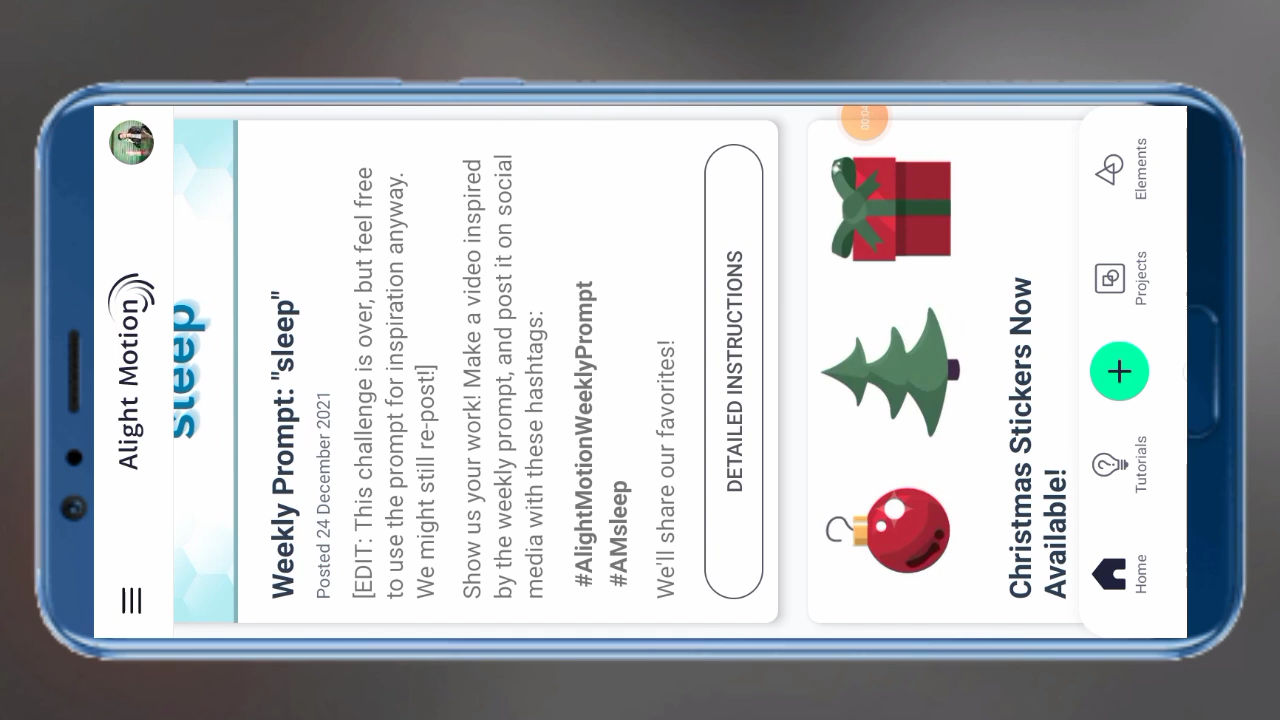 Alight Motion
sleep
Weekly Prompt: "sleep"
Posted 24 December 2021
[EDIT: This challenge is over, but feel free
to use the prompt for inspiration anyway.
We might still re-post!]
Show us your work! Make a video inspired
by the weekly prompt, and post it on social
media with these hashtags:
#AlightMotionWeeklyPrompt
#AMsleep
We'll share our favorites!
DETAILED INSTRUCTIONS
Christmas Stickers Now
Available!
Home
Tutorials
Projects
Elements